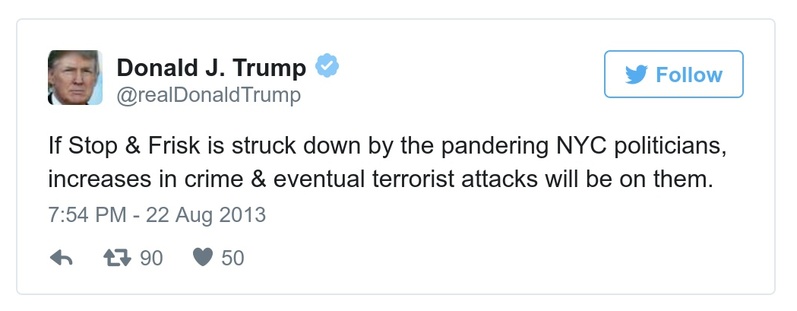 Donald J. Trump
@realDonaldTrump
Follow
If Stop & Frisk is struck down by the pandering NYC politicians,
increases in crime & eventual terrorist attacks will be on them.
7:54 PM - 22 Aug 2013
90 50